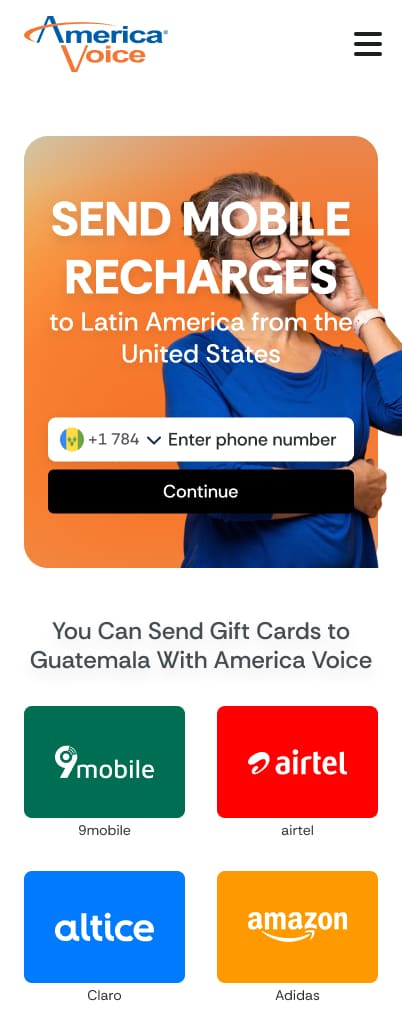 America®
Voice
SEND MOBILE
RECHARGES
to Latin America from the
United States
+1 784 Enter phone number
Continue
You Can Send Gift Cards to
Guatemala With America Voice
9mobile
airtel
9mobile
airtel
altice
amazon
Claro
Adidas